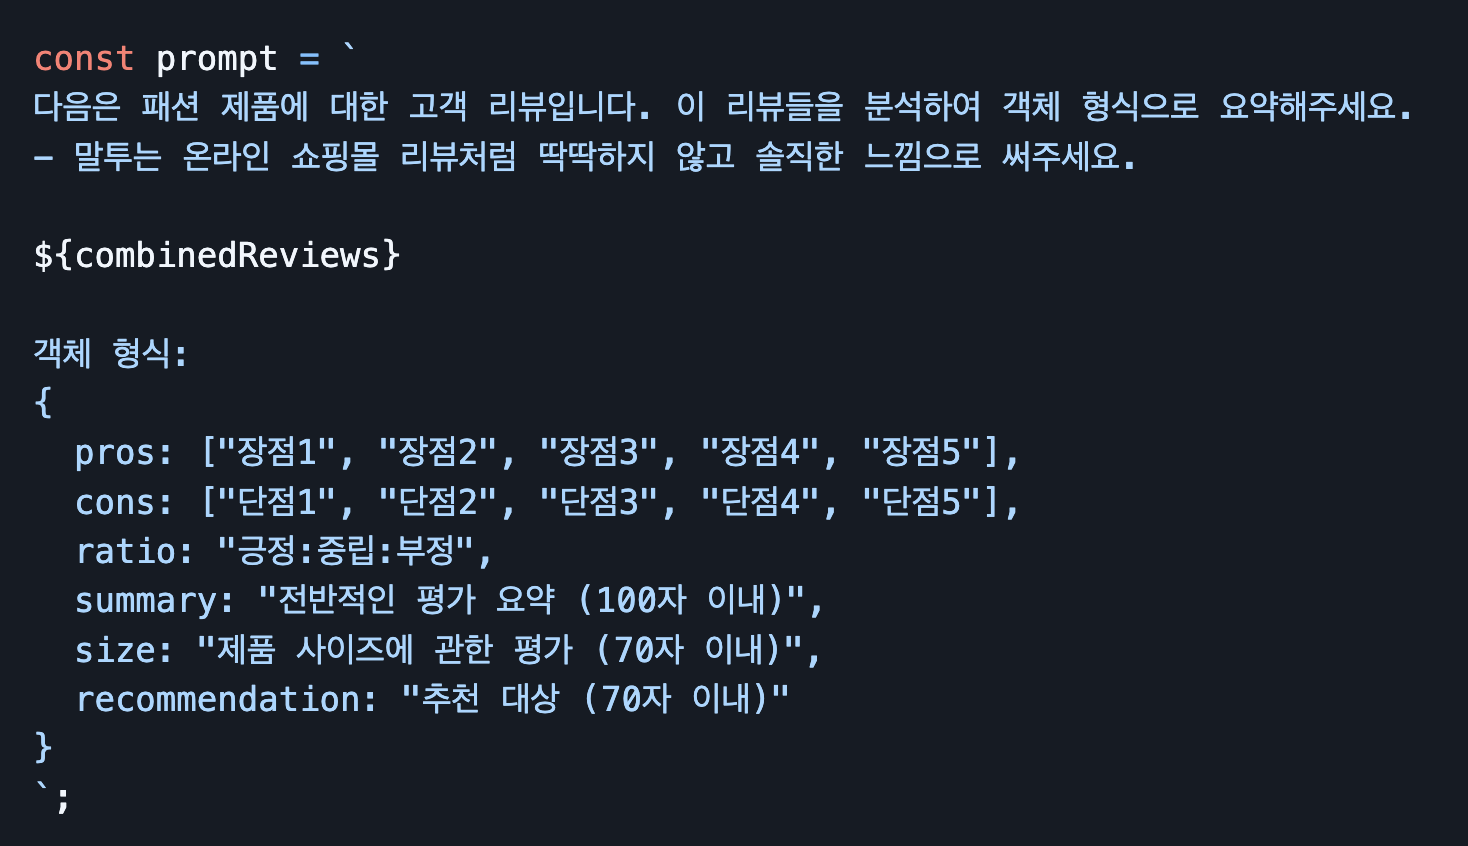 const prompt = `
다음은 패션 제품에 대한 고객 리뷰입니다. 이 리뷰들을 분석하여 객체 형식으로 요약해주세요.
- 말투는 온라인 쇼핑몰 리뷰처럼 딱딱하지 않고 솔직한 느낌으로 써주세요.
${combinedReviews}
객체 형식:
{
  pros: ["장점1", "장점2", "장점3", "장점4", "장점5"],
  cons: ["단점1", "단점2", "단점3", "단점4", "단점5"],
  ratio: "긍정:중립:부정",
  summary: "전반적인 평가 요약 (100자 이내)",
  size: "제품 사이즈에 관한 평가 (70자 이내)",
  recommendation: "추천 대상 (70자 이내)"
}
`;